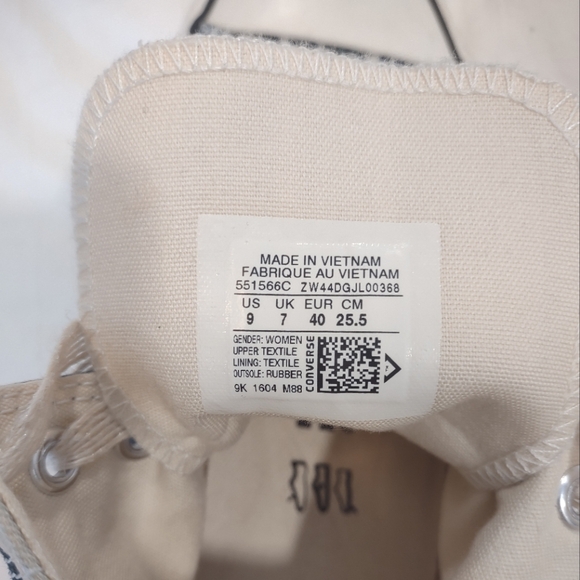 MADE IN VIETNAM
FABRIQUE AU VIETNAM
551566C ZW44DGJL00368
US UK EUR CM
9 7 40 25.5
GENDER: WOMEN
UPPER TEXTILE
LINING: TEXTILE
OUTSOLE: RUBBER
9K 1604 M88
CONVERSE